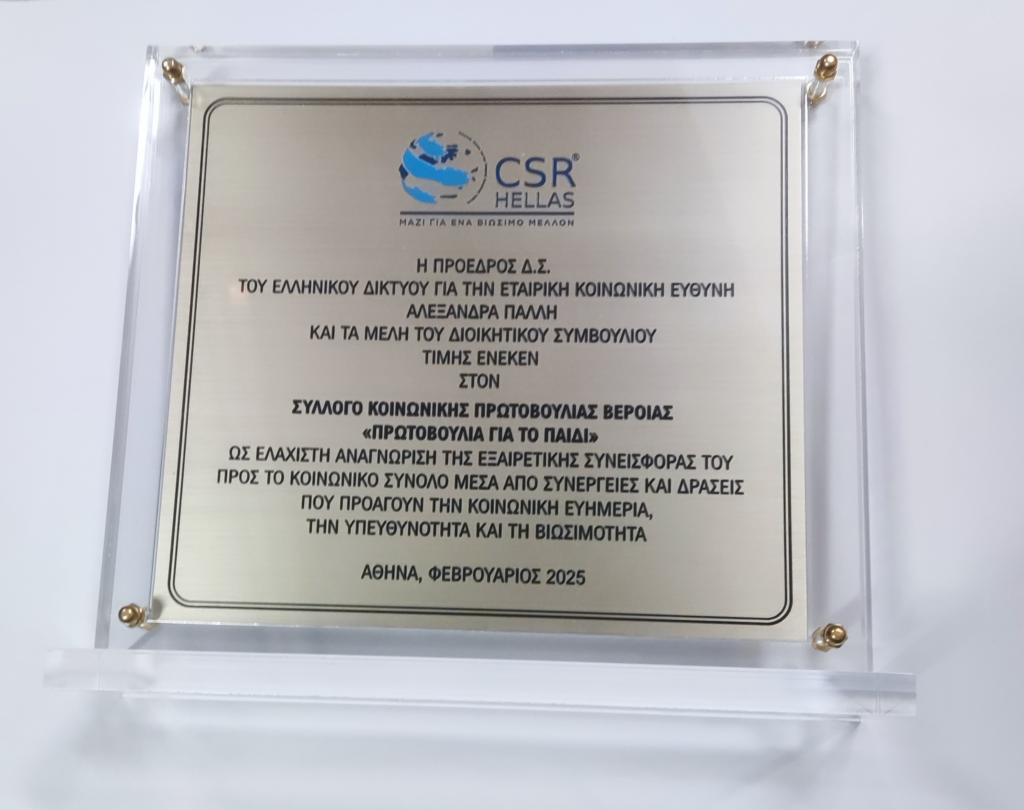 CSR®
HELLAS
ΜΑΖΙ ΓΙΑ ΕΝΑ ΒΙΩΣΙΜΟ ΜΕΛΛΟΝ
Η ΠΡΟΕΔΡΟΣ Δ.Σ.
ΤΟΥ ΕΛΛΗΝΙΚΟΥ ΔΙΚΤΥΟΥ ΓΙΑ ΤΗΝ ΕΤΑΙΡΙΚΗ ΚΟΙΝΩΝΙΚΗ ΕΥΘΥΝΗ
ΑΛΕΞΑΝΔΡΑ ΠΑΛΛΗ
ΚΑΙ ΤΑ ΜΕΛΗ ΤΟΥ ΔΙΟΙΚΗΤΙΚΟΥ ΣΥΜΒΟΥΛΙΟΥ
ΤΙΜΗΣ ΕΝΕΚΕΝ
ΣΤΟΝ
ΣΥΛΛΟΓΟ ΚΟΙΝΩΝΙΚΗΣ ΠΡΩΤΟΒΟΥΛΙΑΣ ΒΕΡΟΙΑΣ
«ΠΡΩΤΟΒΟΥΛΙΑ ΓΙΑ ΤΟ ΠΑΙΔΙ»
ΩΣ ΕΛΑΧΙΣΤΗ ΑΝΑΓΝΩΡΙΣΗ ΤΗΣ ΕΞΑΙΡΕΤΙΚΗΣ ΣΥΝΕΙΣΦΟΡΑΣ ΤΟΥ
ΠΡΟΣ ΤΟ ΚΟΙΝΩΝΙΚΟ ΣΥΝΟΛΟ ΜΕΣΑ ΑΠΟ ΣΥΝΕΡΓΕΙΕΣ ΚΑΙ ΔΡΑΣΕΙΣ
ΠΟΥ ΠΡΟΑΓΟΥΝ ΤΗΝ ΚΟΙΝΩΝΙΚΗ ΕΥΗΜΕΡΙΑ,
ΤΗΝ ΥΠΕΥΘΥΝΟΤΗΤΑ ΚΑΙ ΤΗ ΒΙΩΣΙΜΟΤΗΤΑ
ΑΘΗΝΑ, ΦΕΒΡΟΥΑΡΙΟΣ 2025